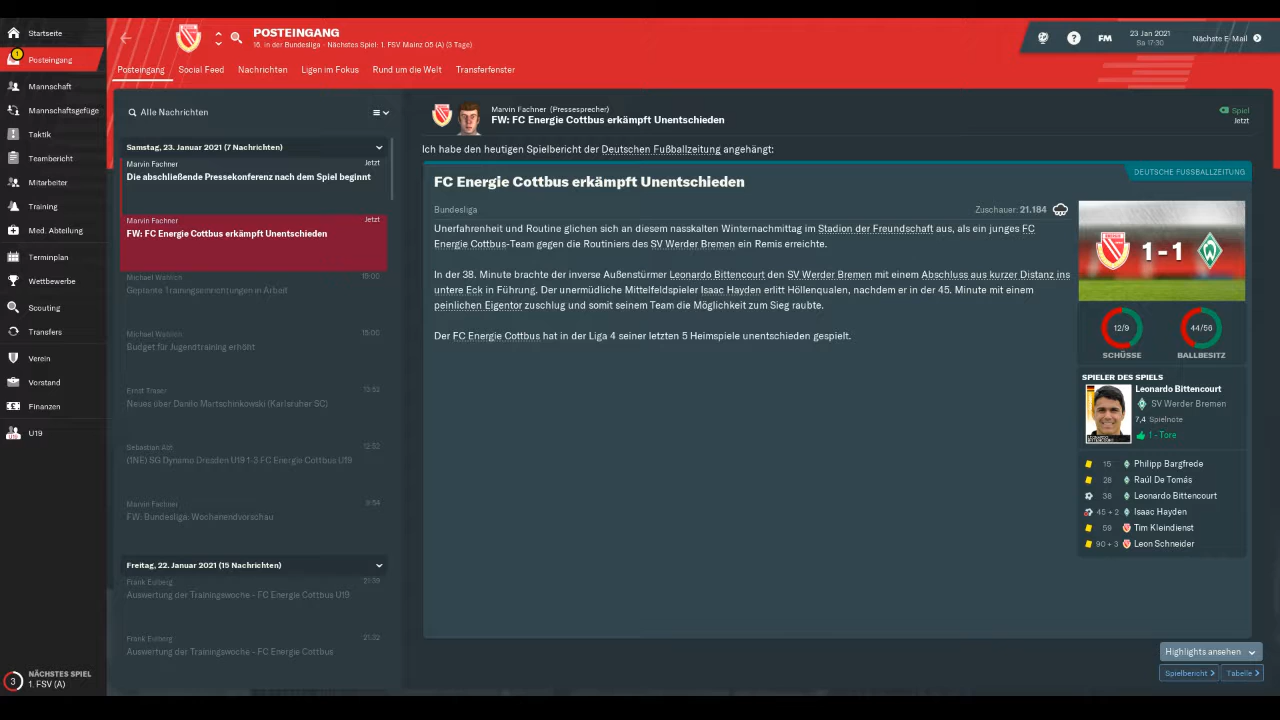 Startseite
1
Posteingang
Mannschaft
Mannschaftsgefüge
Taktik
Teambericht
Mitarbeiter
Training
Med. Abteilung
Terminplan
Wettbewerbe
Scouting
Transfers
Verein
Vorstand
Finanzen
U19
U19
3
NÄCHSTES SPIEL
1. FSV (A)
POSTEINGANG
16. in der Bundesliga - Nächstes Spiel: 1. FSV Mainz 05 (A) (3 Tage)
?
FM
23 Jan 2021
Sa 17:30
NÄCHSTE E-MAIL
Posteingang
Social Feed
Nachrichten
Ligen im Fokus
Rund um die Welt
Transferfenster
Alle Nachrichten
Samstag, 23. Januar 2021 (7 Nachrichten)
Marvin Fachner
Jetzt
Die abschließende Pressekonferenz nach dem Spiel beginnt
Marvin Fachner
Jetzt
FW: FC Energie Cottbus erkämpft Unentschieden
Michael Wahlich
Geplante Trainingseinrichtungen in Arbeit
Michael Wahlich
15:00
Budget für Jugendtraining erhöht
13:52
Neues über Danilo Martschinkowski (Karlsruher SC)
12:52
(1NE) SG Dynamo Dresden U19 1-3 FC Energie Cottbus U19
Marvin Fachner
9:54
FW: Bundesliga: Wochenendvorschau
Freitag, 22. Januar 2021 (15 Nachrichten)
Frank Eulberg
Auswertung der Trainingswoche - FC Energie Cottbus U19
Frank Eulberg
21:32
Auswertung der Trainingswoche - FC Energie Cottbus
Marvin Fachner (Pressesprecher)
FW: FC Energie Cottbus erkämpft Unentschieden
Spiel
Jetzt
Ich habe den heutigen Spielbericht der Deutschen Fußballzeitung angehängt:
DEUTSCHE FUSSBALLZEITUNG
FC Energie Cottbus erkämpft Unentschieden
Bundesliga
Zuschauer: 21.184
Unerfahrenheit und Routine glichen sich an diesem nasskalten Winternachmittag im Stadion der Freundschaft aus, als ein junges FC
Energie Cottbus-Team gegen die Routiniers des SV Werder Bremen ein Remis erreichte.
In der 38. Minute brachte der inverse Außenstürmer Leonardo Bittencourt den SV Werder Bremen mit einem Abschluss aus kurzer Distanz ins
untere Eck in Führung. Der unermüdliche Mittelfeldspieler Isaac Hayden erlitt Höllenqualen, nachdem er in der 45. Minute mit einem
peinlichen Eigentor zuschlug und somit seinem Team die Möglichkeit zum Sieg raubte.
Der FC Energie Cottbus hat in der Liga 4 seiner letzten 5 Heimspiele unentschieden gespielt.
1 - 1
12/9
SCHÜSSE
44/56
BALLBESITZ
SPIELER DES SPIELS
Leonardo Bittencourt
SV Werder Bremen
7,4 Spielnote
1 - Tore
15 Philipp Bargfrede
28 Raúl De Tomás
38 Leonardo Bittencourt
45 + 2 Isaac Hayden
59 Tim Kleindienst
90 + 3 Leon Schneider
Highlights ansehen
Spielbericht
Tabelle